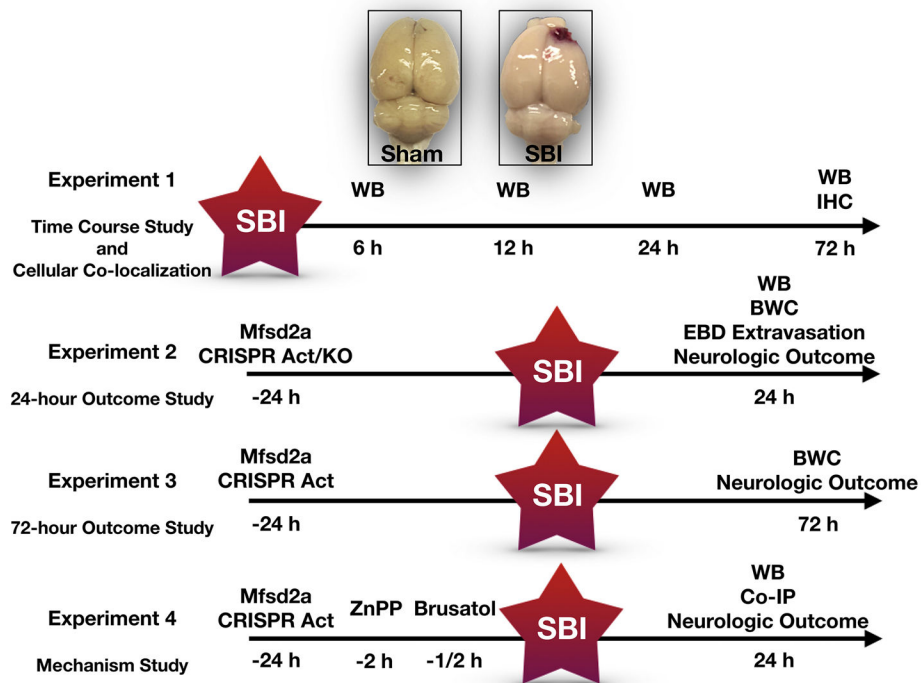 Sham
SBI
Experiment 1
Time Course Study
and
Cellular Co-localization
SBI
WB
WB
WB
WB
IHC
6 h
12 h
24 h
72 h
Experiment 2
24-hour Outcome Study
Mfsd2a
CRISPR Act/KO
-24 h
SBI
WB
BWC
EBD Extravasation
Neurologic Outcome
24 h
Experiment 3
72-hour Outcome Study
Mfsd2a
CRISPR Act
-24 h
SBI
BWC
Neurologic Outcome
72 h
Experiment 4
Mechanism Study
Mfsd2a
CRISPR Act
-24 h
ZnPP
-2 h
Brusatol
-1/2 h
SBI
WB
Co-IP
Neurologic Outcome
24 h